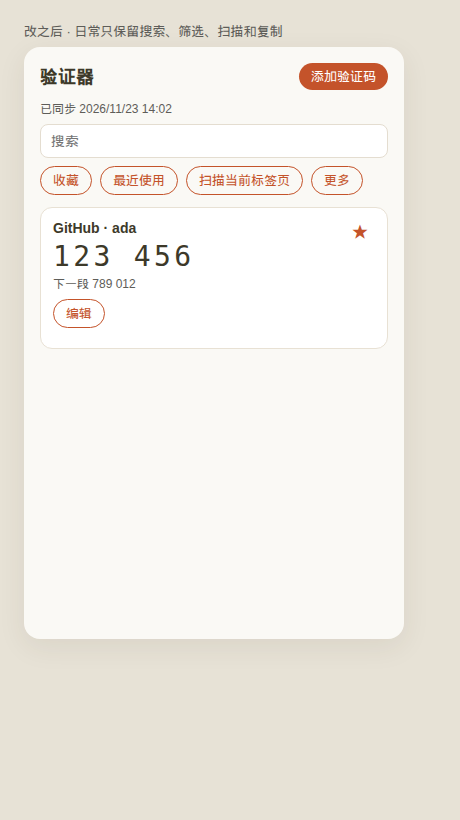 改之后 · 日常只保留搜索、筛选、扫描和复制
验证器
添加验证码
已同步 2026/11/23 14:02
搜索
收藏 最近使用 扫描当前标签页 更多
GitHub · ada ★
123 456
下一段 789 012
编辑